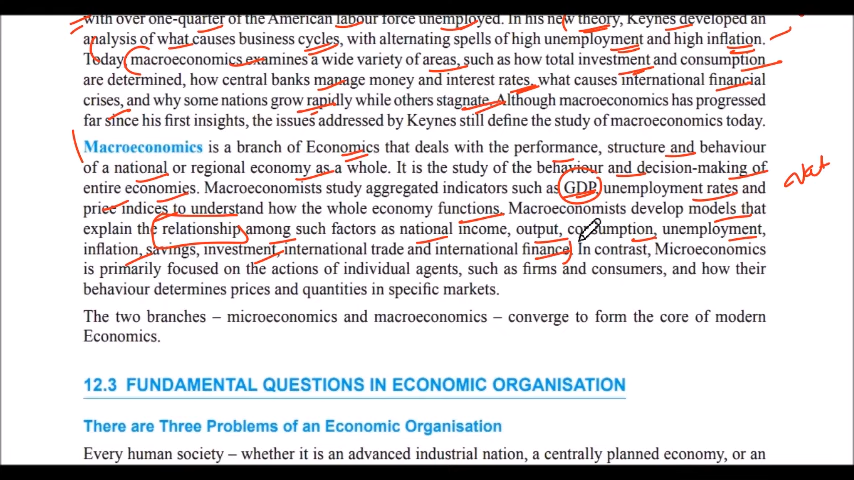 with over one-quarter of the American labour force unemployed. In his new theory, Keynes developed an
analysis of what causes business cycles, with alternating spells of high unemployment and high inflation.
Today macroeconomics examines a wide variety of areas, such as how total investment and consumption
are determined, how central banks manage money and interest rates, what causes international financial
crises, and why some nations grow rapidly while others stagnate. Although macroeconomics has progressed
far since his first insights, the issues addressed by Keynes still define the study of macroeconomics today.
Macroeconomics is a branch of Economics that deals with the performance, structure and behaviour
of a national or regional economy as a whole. It is the study of the behaviour and decision-making of
entire economies. Macroeconomists study aggregated indicators such as GDP, unemployment rates and
price indices to understand how the whole economy functions. Macroeconomists develop models that
explain the relationship among such factors as national income, output, consumption, unemployment,
inflation, savings, investment, international trade and international finance. In contrast, Microeconomics
is primarily focused on the actions of individual agents, such as firms and consumers, and how their
behaviour determines prices and quantities in specific markets.
The two branches – microeconomics and macroeconomics – converge to form the core of modern
Economics.
12.3 FUNDAMENTAL QUESTIONS IN ECONOMIC ORGANISATION
There are Three Problems of an Economic Organisation
Every human society – whether it is an advanced industrial nation, a centrally planned economy, or an